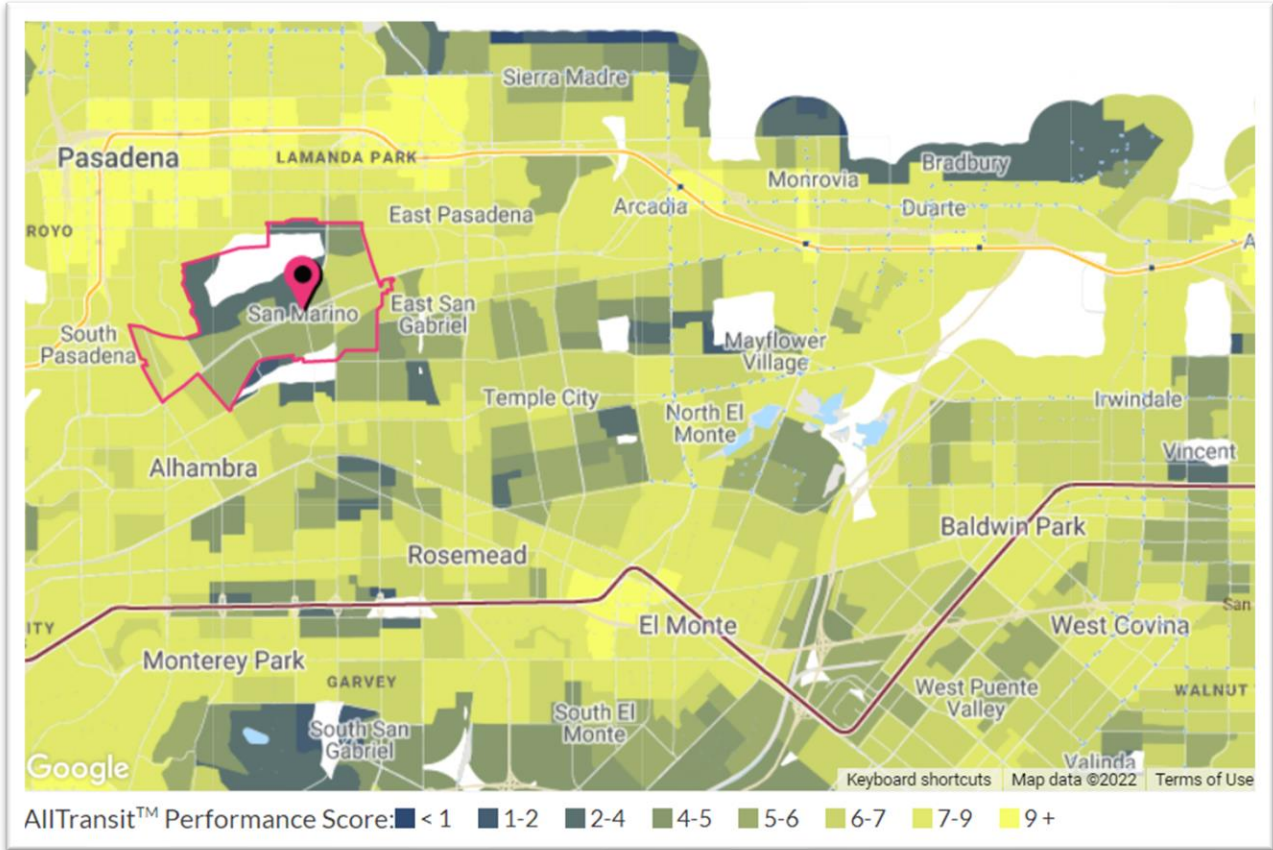 Sierra Madre
Pasadena
LAMANDA PARK
Bradbury
Monrovia
East Pasadena
Arcadia
Duarte
ROYO
A
San Marino
East San
Gabriel
South
Pasadena
Mayflower
Village
Temple City
North El
Monte
Irwindale
Vincent
Alhambra
Baldwin Park
Rosemead
San
ITY
El Monte
West Covina
Monterey Park
GARVEY
West Puente
Valley
WALNUT
South San
Gabriel
South El
Monte
Valinda
Google
Keyboard shortcuts Map data ©2022 Terms of Use
AllTransit™ Performance Score: < 1 1-2 2-4 4-5 5-6 6-7 7-9 9 +